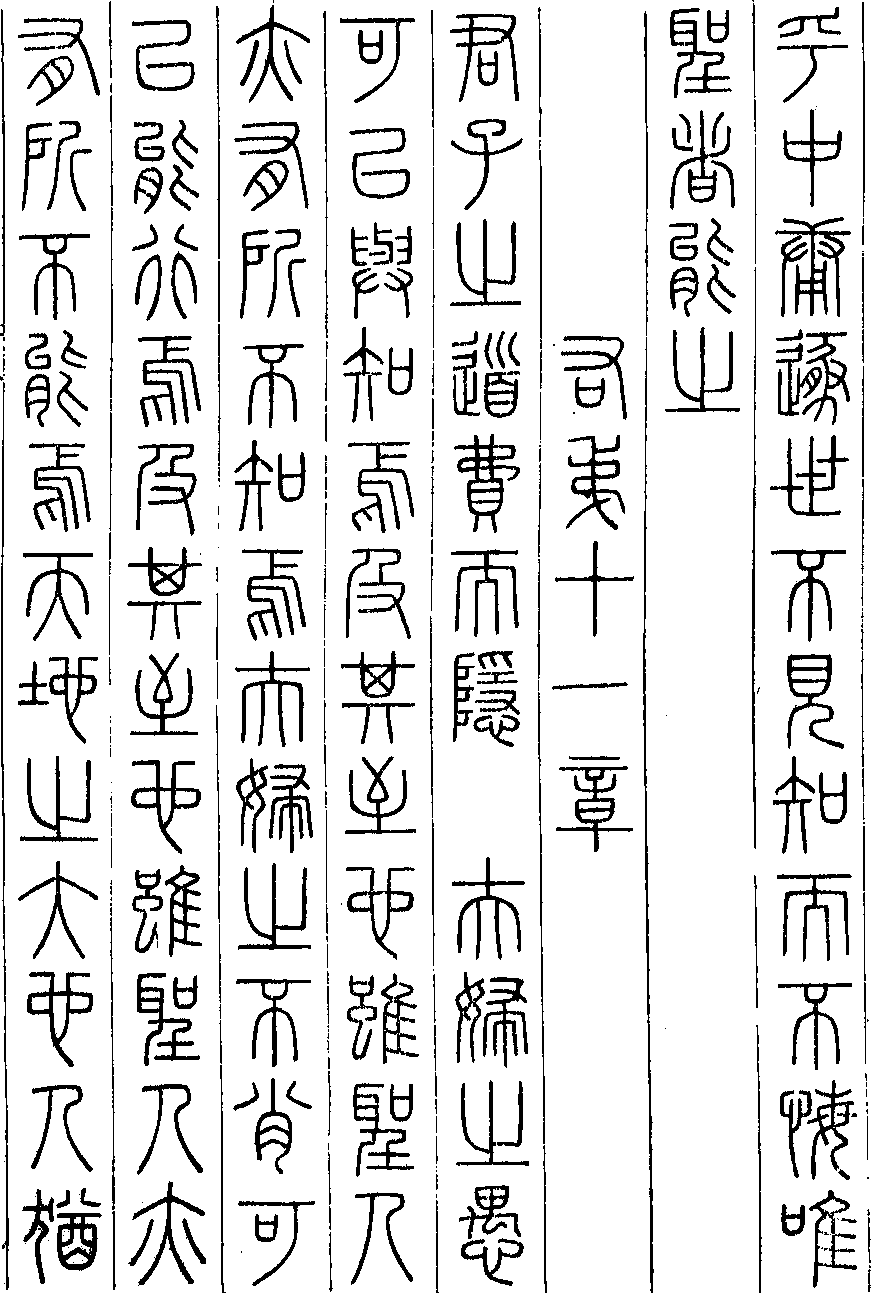 乎中庸遯世不見知而不悔唯
聖者能之
右弟十一章
君子之道費而隱　夫婦之愚
可以與知焉及其至也雖聖人
亦有所不知焉夫婦之不肖可
以能行焉及其至也雖聖人亦
有所不能焉天地之大也人猶